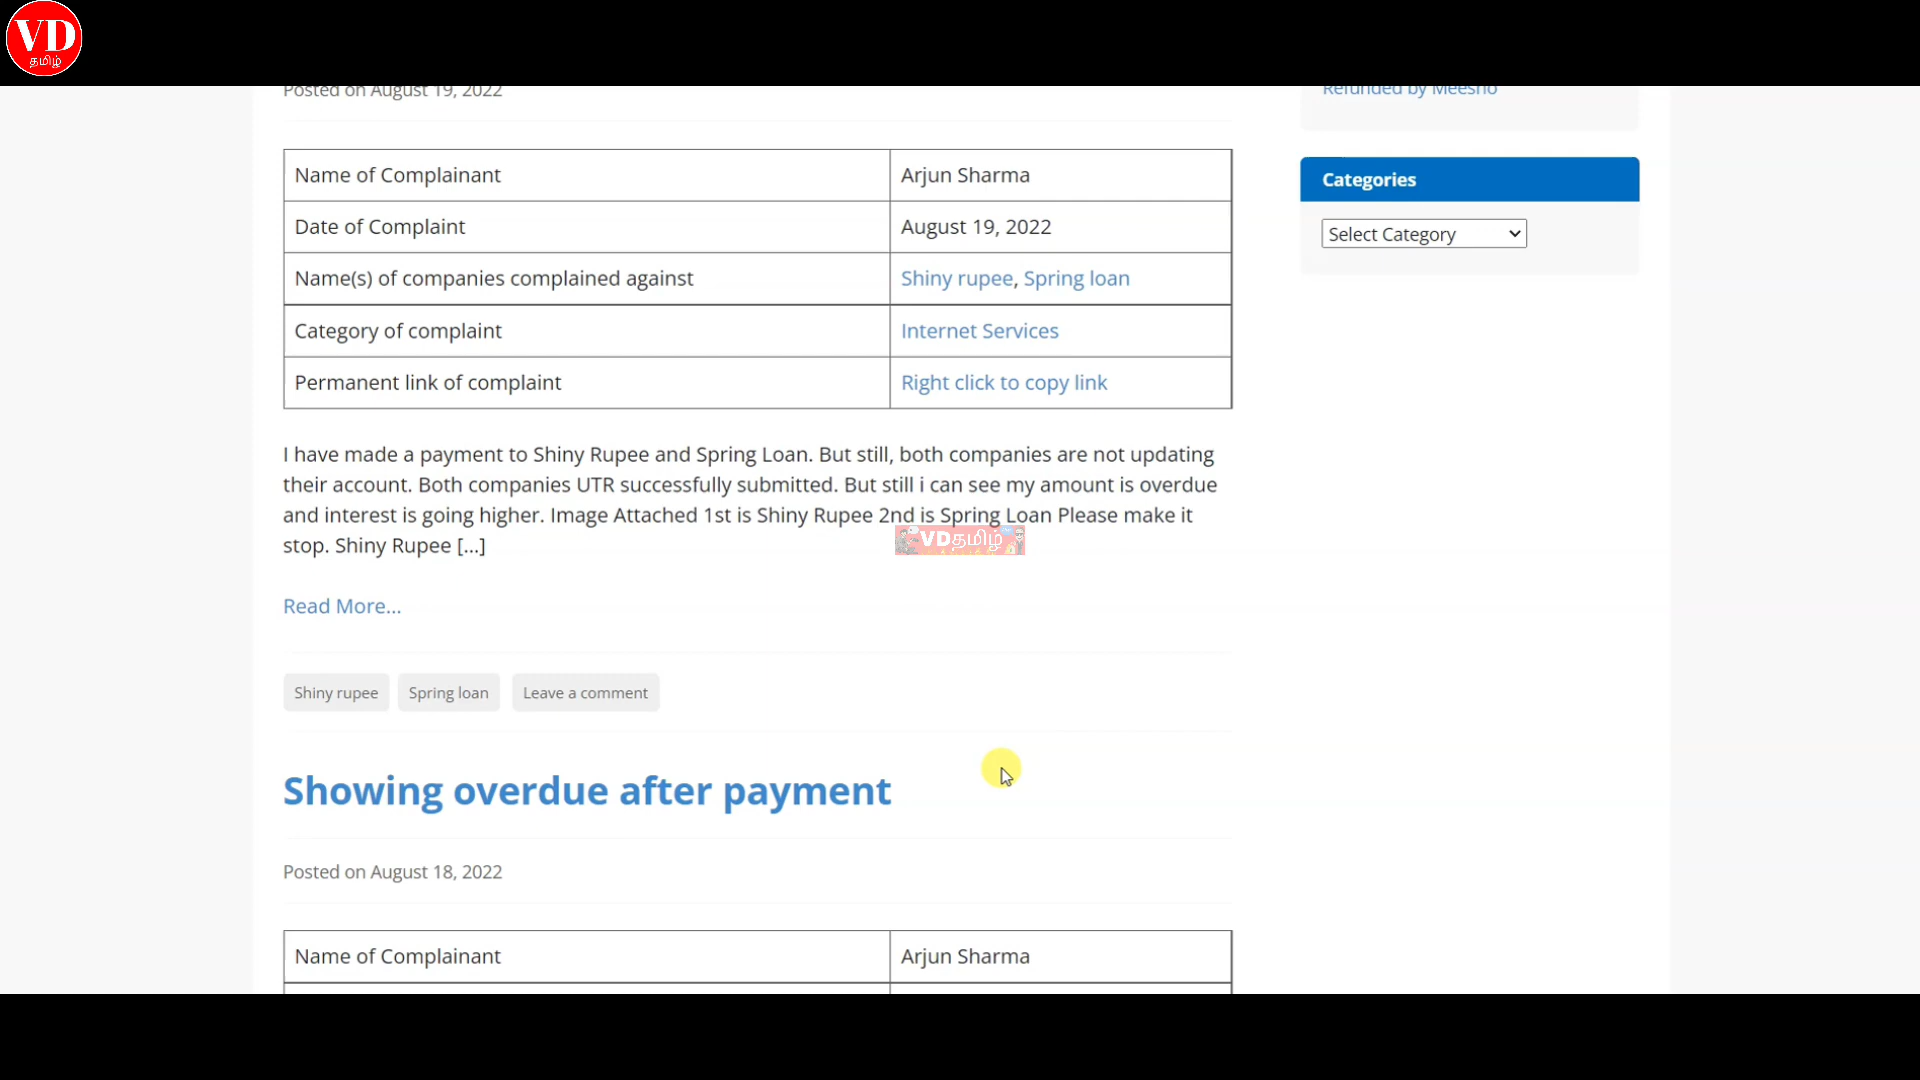 VD
தமிழ்
Posted on August 19, 2022
Refunded by Meesho
Name of Complainant Arjun Sharma
Categories
Date of Complaint August 19, 2022
Select Category
Name(s) of companies complained against Shiny rupee, Spring loan
Category of complaint Internet Services
Permanent link of complaint Right click to copy link
I have made a payment to Shiny Rupee and Spring Loan. But still, both companies are not updating
their account. Both companies UTR successfully submitted. But still i can see my amount is overdue
and interest is going higher. Image Attached 1st is Shiny Rupee 2nd is Spring Loan Please make it
stop. Shiny Rupee [...]
VDதமிழ்
Read More...
Shiny rupee Spring loan Leave a comment
Showing overdue after payment
Posted on August 18, 2022
Name of Complainant Arjun Sharma